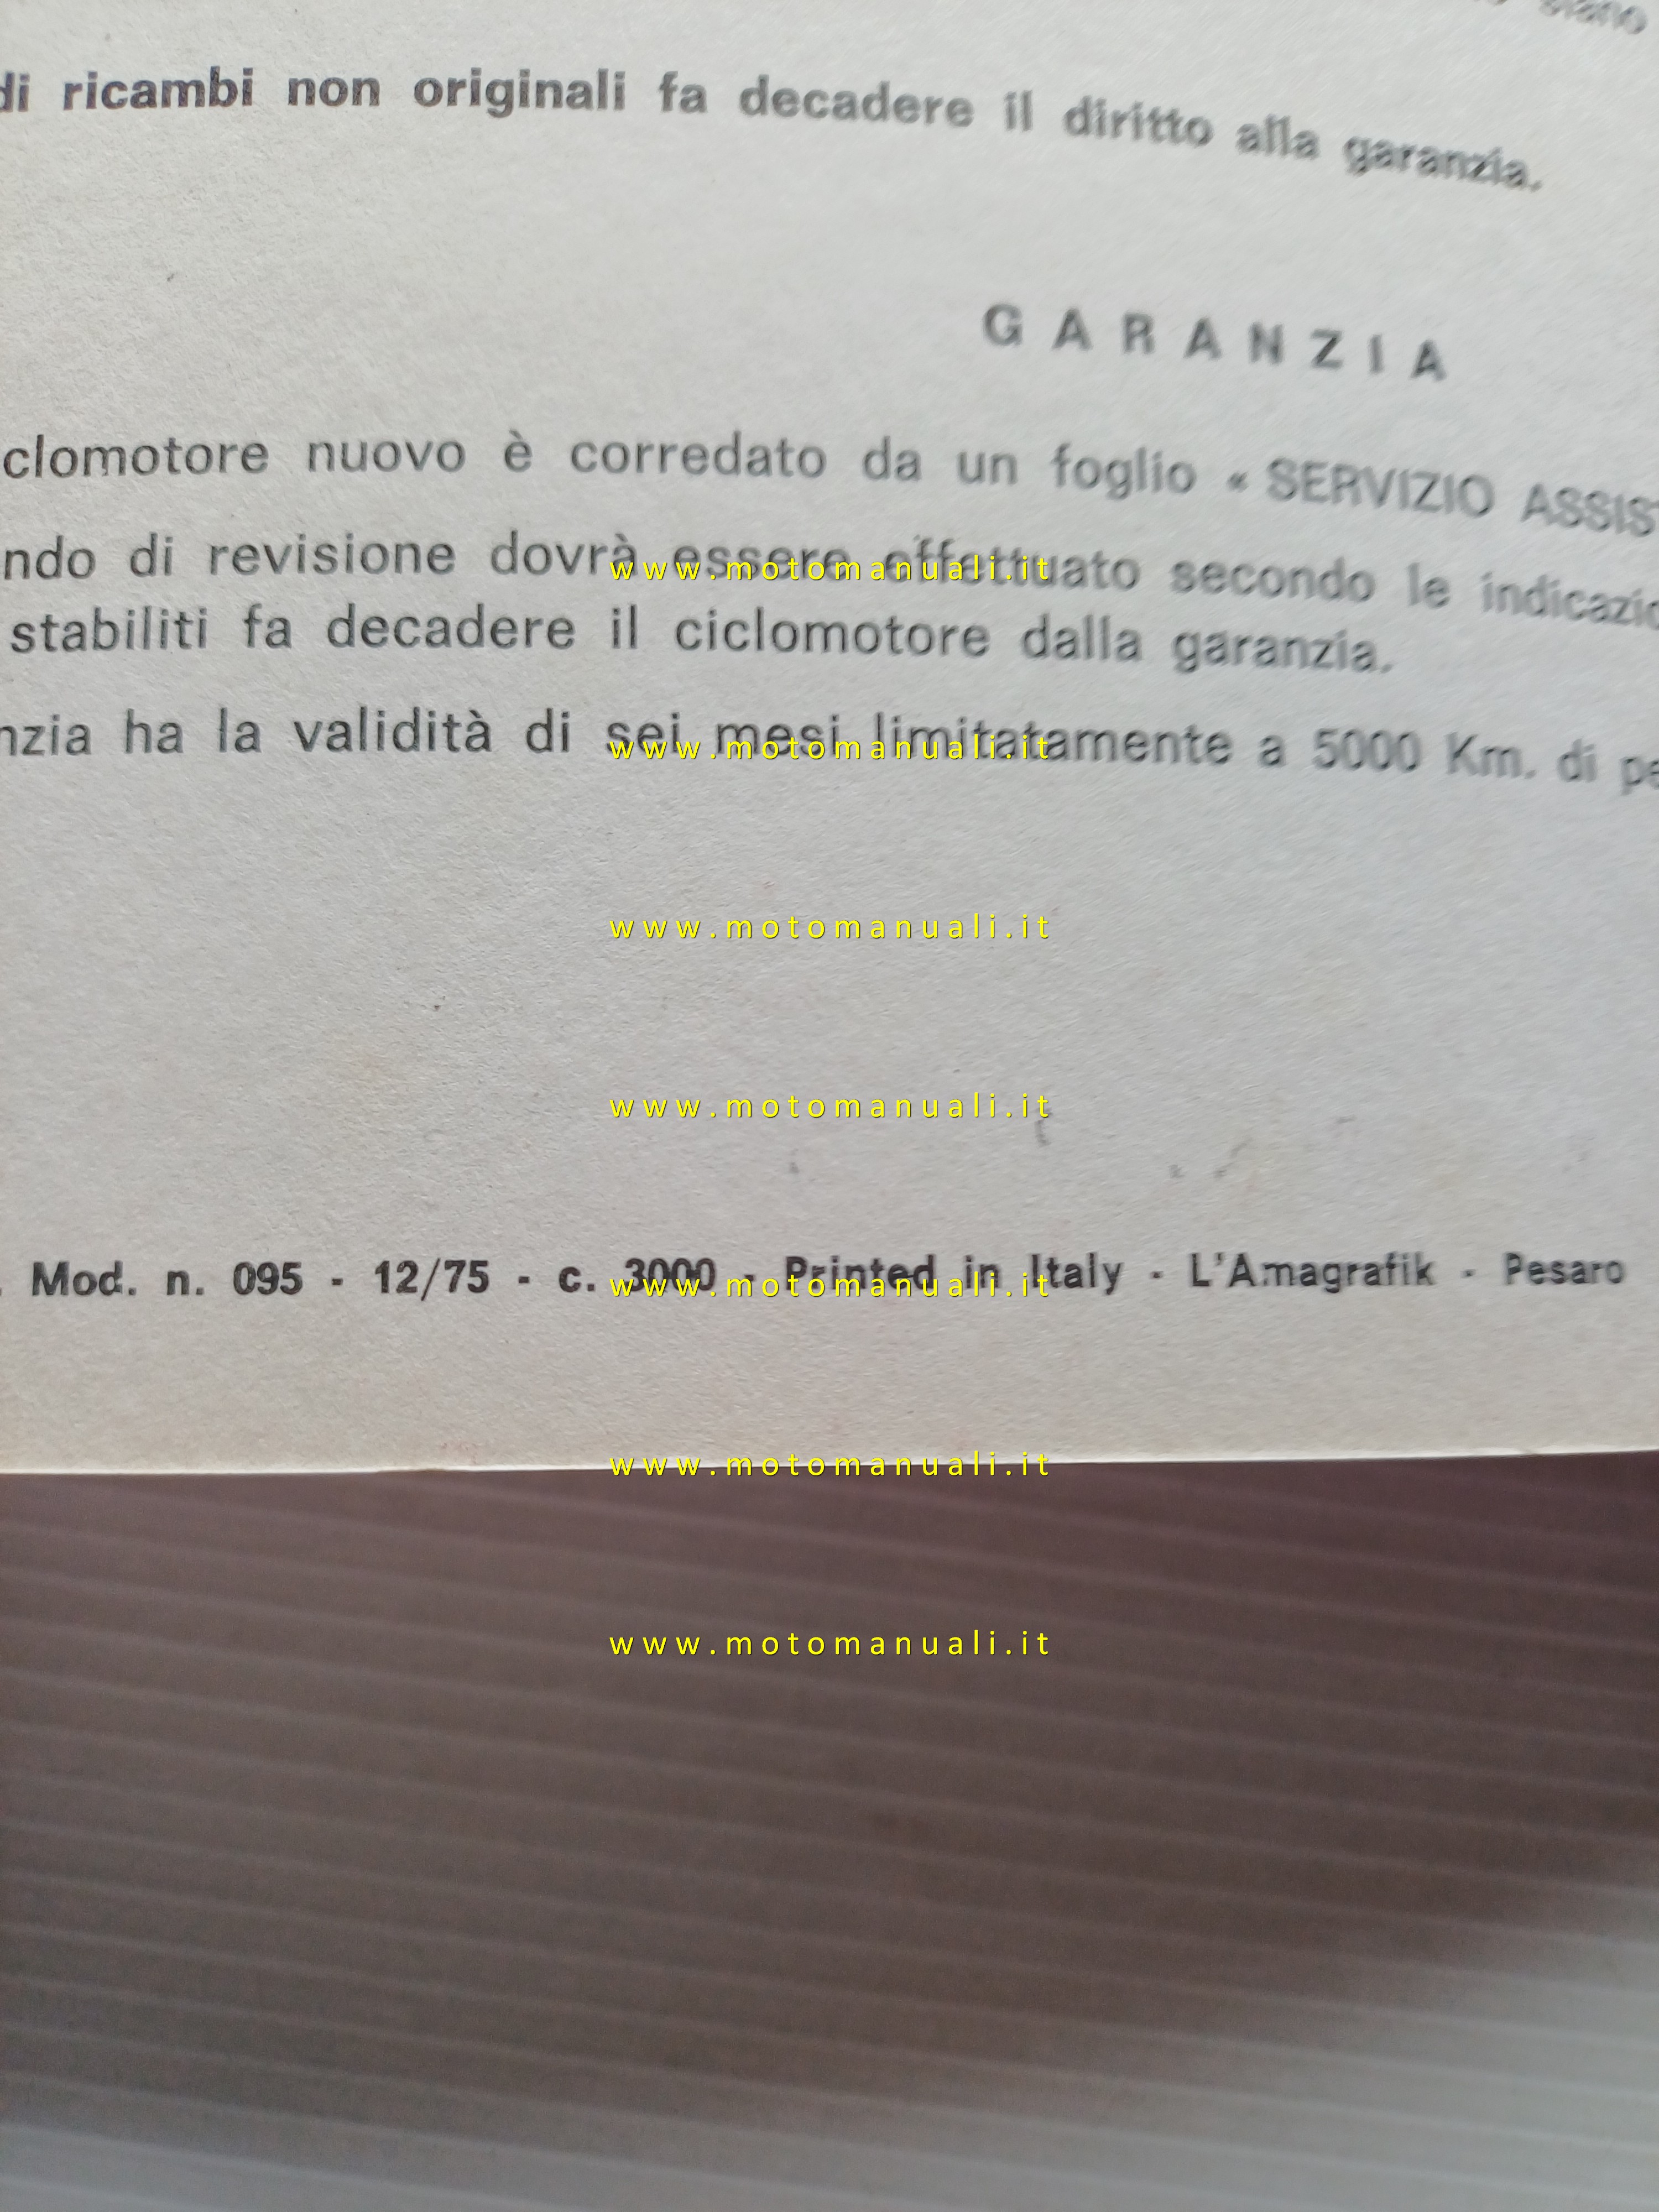 siano
di ricambi non originali fa decadere il diritto alla garanzia.
GARANZIA
clomotore nuovo è corredato da un foglio « SERVIZIO ASSIS
ndo di revisione dovrà essere effettuato secondo le indicazio
www.motomanuali.it
stabiliti fa decadere il ciclomotore dalla garanzia.
nzia ha la validità di sei mesi limitatamente a 5000 Km. di pe
www.motomanuali.it
www.motomanuali.it
www.motomanuali.it
. Mod. n. 095 - 12/75 - c. 3000 - Printed in Italy - L'Amagrafik - Pesaro
www.motomanuali.it
www.motomanuali.it
www.motomanuali.it